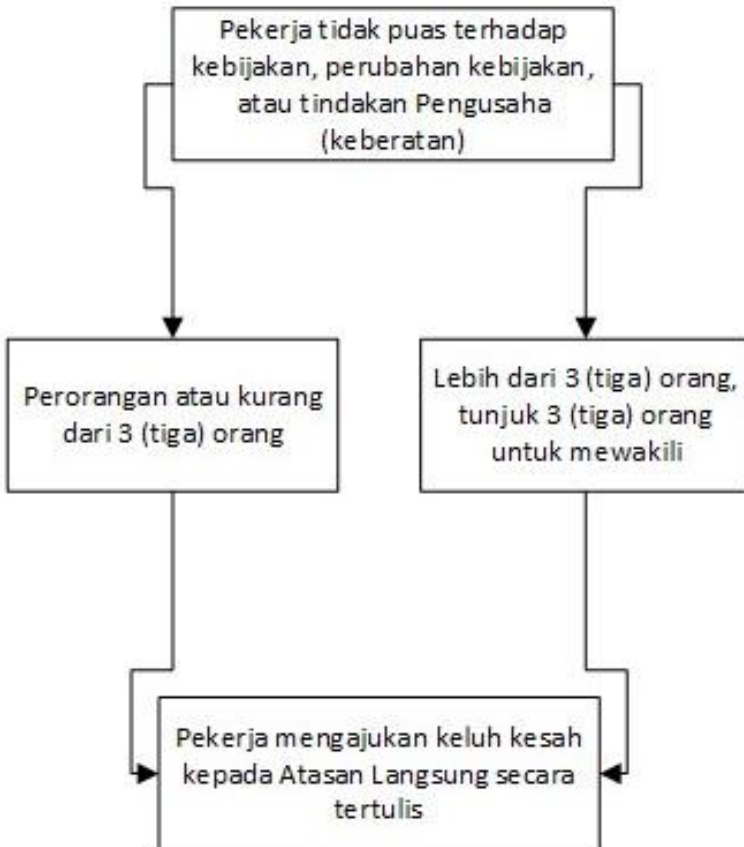 Pekerja tidak puas terhadap
kebijakan, perubahan kebijakan,
atau tindakan Pengusaha
(keberatan)
Perorangan atau kurang
dari 3 (tiga) orang
Lebih dari 3 (tiga) orang,
tunjuk 3 (tiga) orang
untuk mewakili
Pekerja mengajukan keluh kesah
kepada Atasan Langsung secara
tertulis